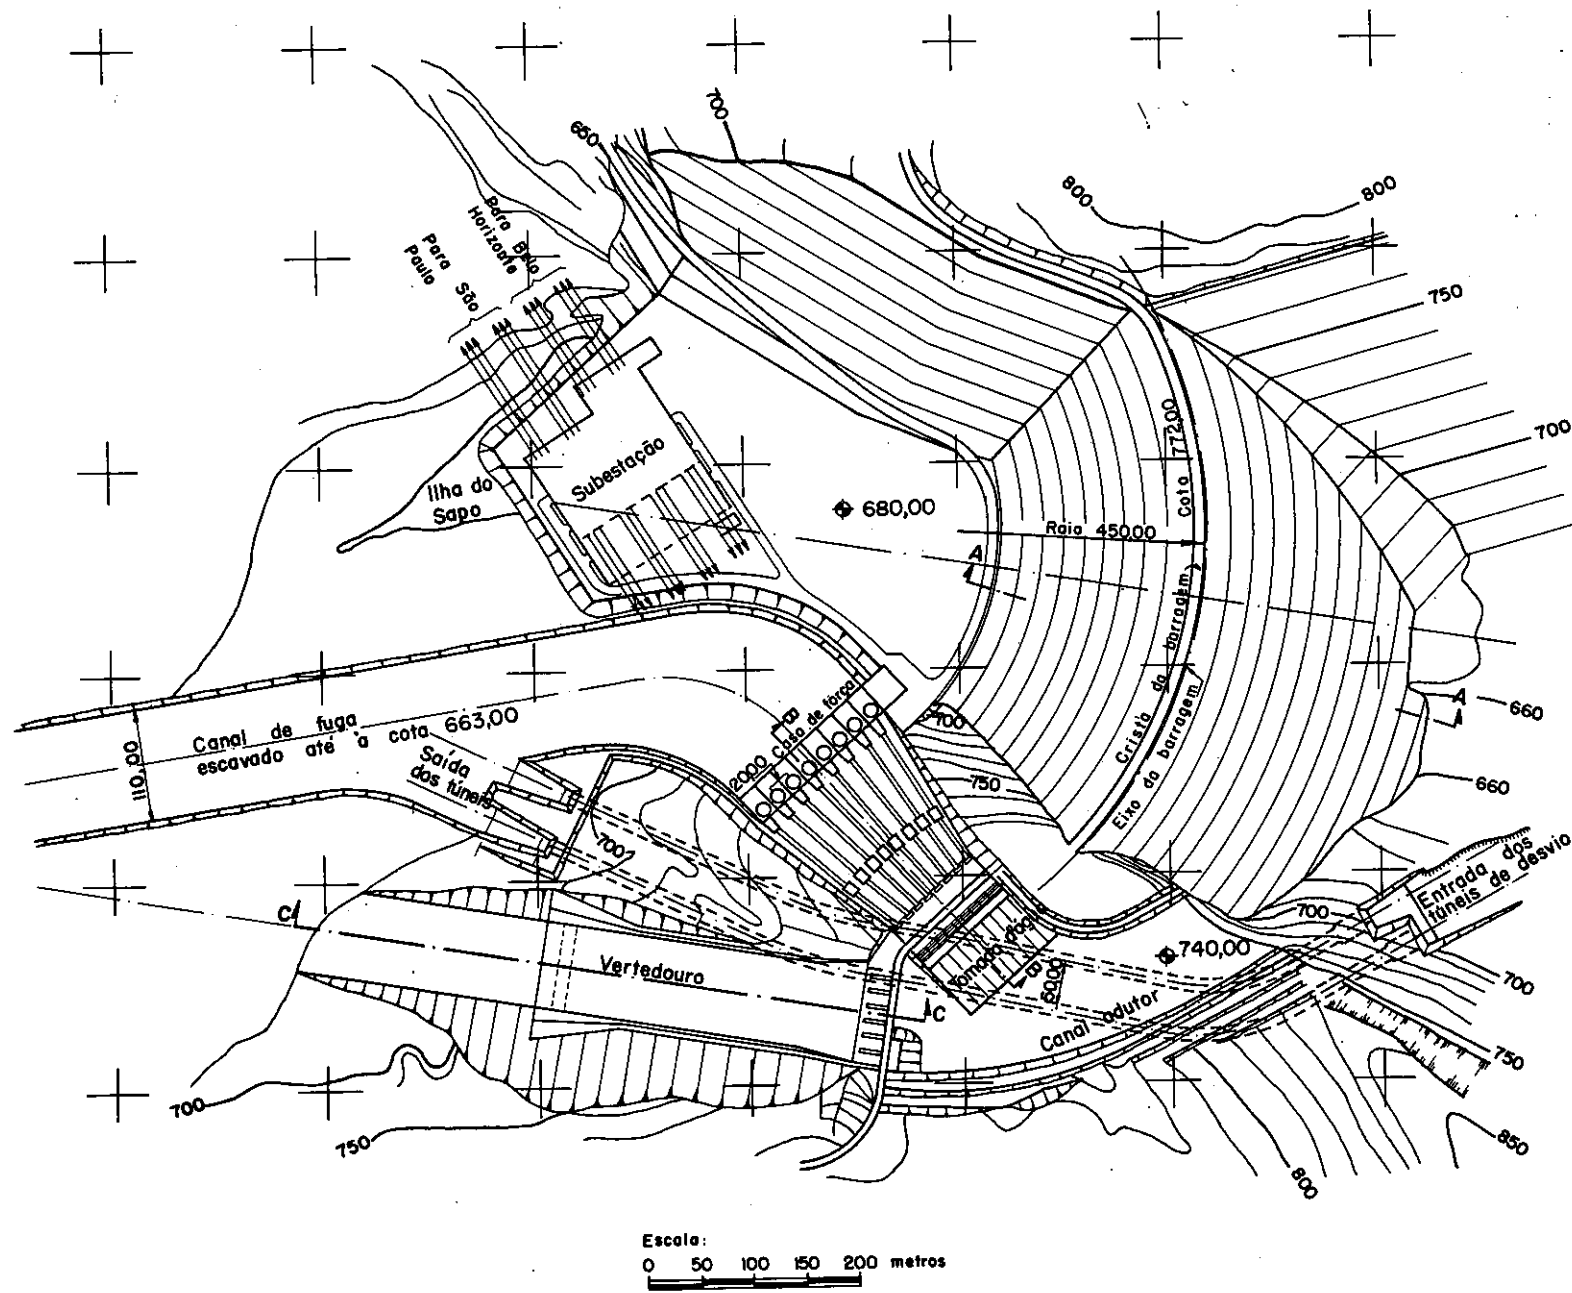 700
650
800
800
Para Belo
Horizonte
Para São
Paulo
750
700
Cota 772,00
Subestação
Ilha do
Sapo
680,00
Raio 450,00
A
Crista da barragem
Eixo da barragem
A
660
660
Canal de fuga
escavado até à cota 663,00
110,00
Saída
dos túneis
B
Casa de força
700
750
700
Entrada dos
túneis de desvio
700
C
Vertedouro
Tomada d'água
B
740,00
C
Canal adutor
700
750
700
750
800
850
Escala:
0 50 100 150 200 metros